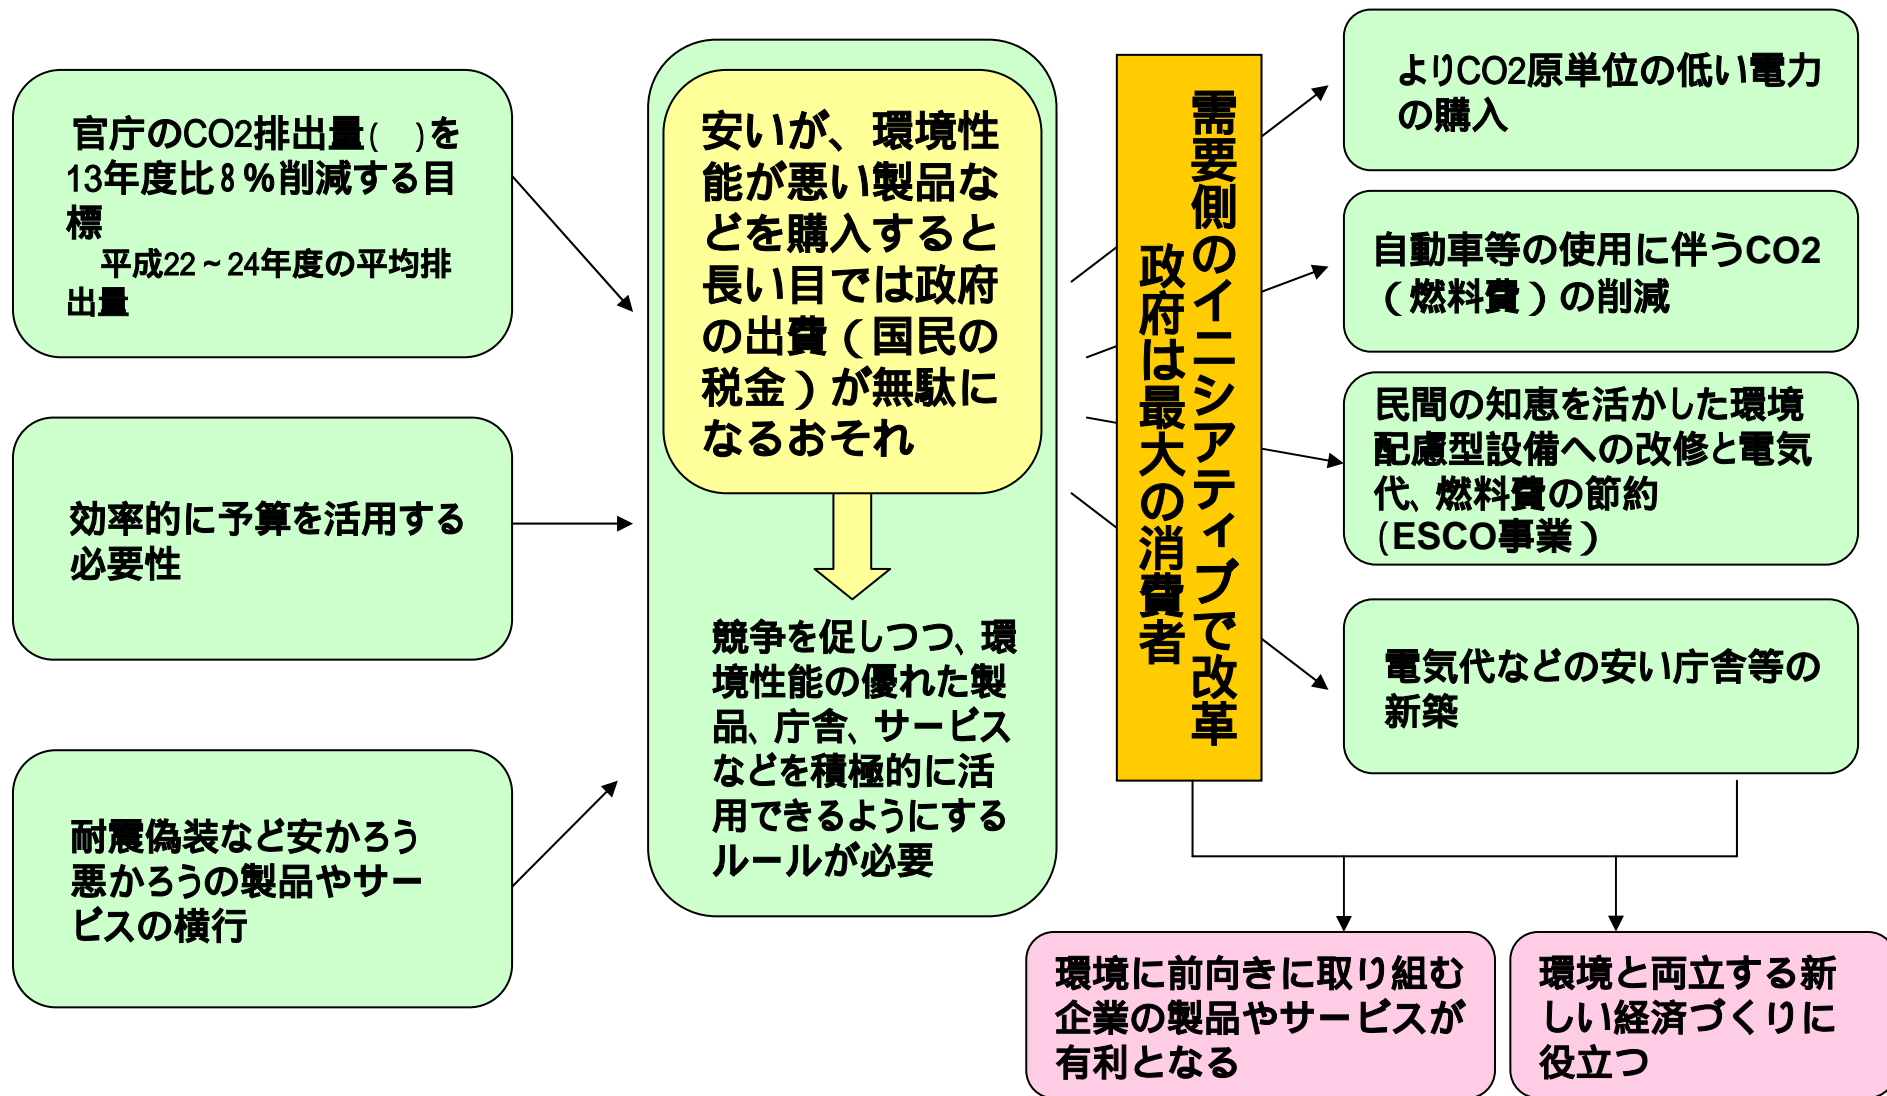 官庁のCO2排出量(　)を
13年度比８％削減する目
標
平成22～24年度の平均排
出量
効率的に予算を活用する
必要性
耐震偽装など安かろう
悪かろうの製品やサー
ビスの横行
安いが、環境性
能が悪い製品な
どを購入すると
長い目では政府
の出費（国民の
税金）が無駄に
なるおそれ
競争を促しつつ、環
境性能の優れた製
品、庁舎、サービス
などを積極的に活
用できるようにする
ルールが必要
需要側のイニシアティブで改革
政府は最大の消費者
よりCO2原単位の低い電力
の購入
自動車等の使用に伴うCO2
（燃料費）の削減
民間の知恵を活かした環境
配慮型設備への改修と電気
代、燃料費の節約
(ESCO事業）
電気代などの安い庁舎等の
新築
環境に前向きに取り組む
企業の製品やサービスが
有利となる
環境と両立する新
しい経済づくりに
役立つ